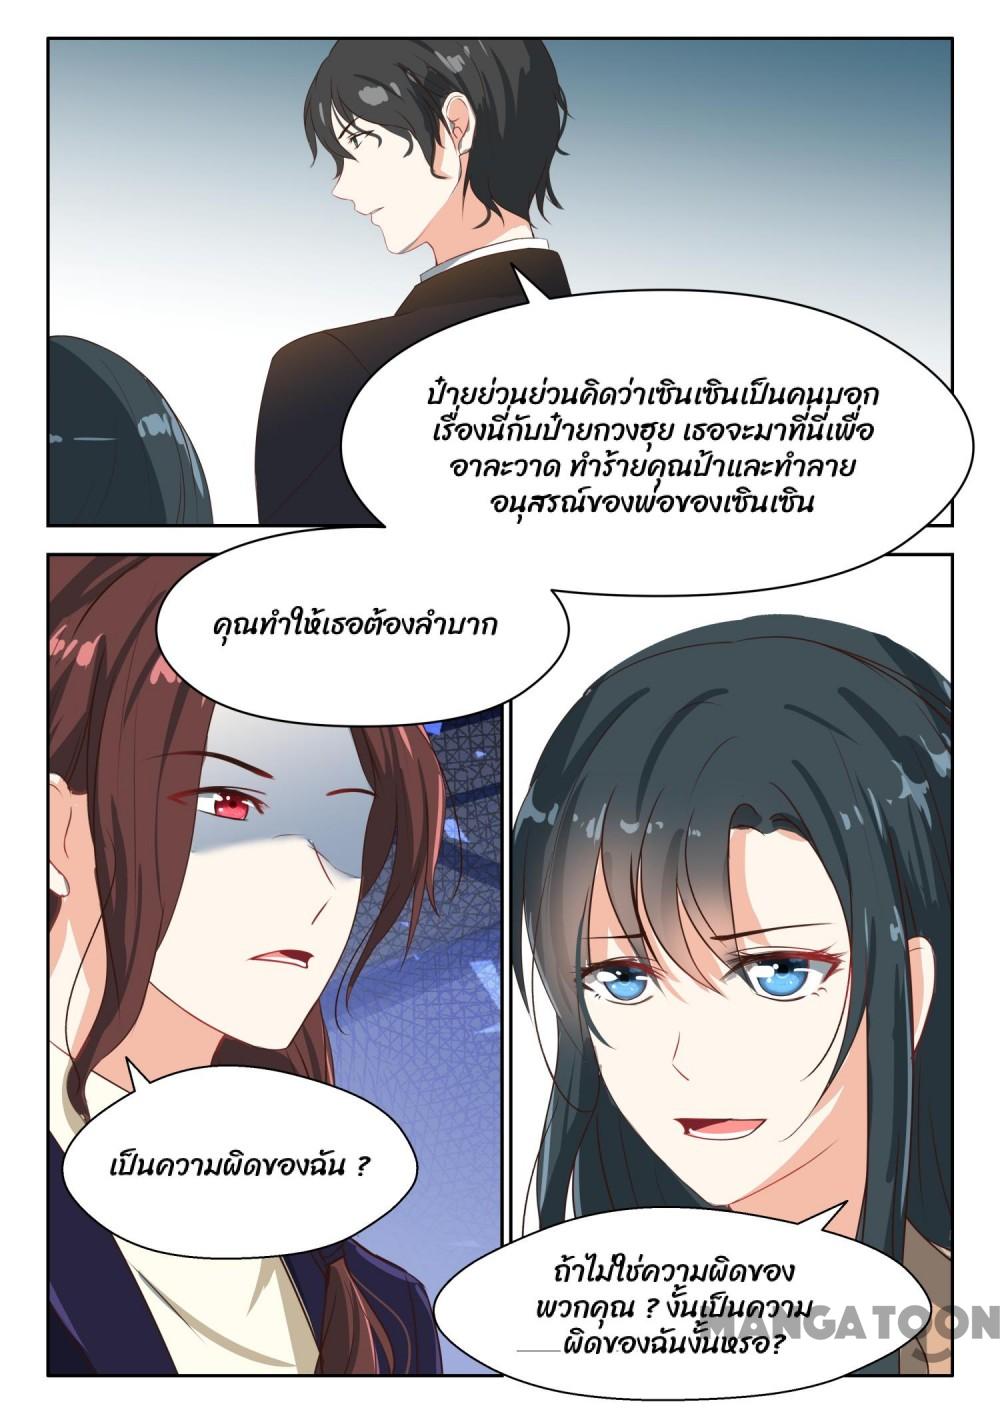 ป๋ายย่วนย่วนคิดว่าเซินเซินเป็นคนบอก
เรื่องนี้กับป๋ายกวงฮุย เธอจะมาที่นี่เพื่อ
อาละวาด ทำร้ายคุณป้าและทำลาย
อนุสรณ์ของพ่อของเซินเซิน
คุณทำให้เธอต้องลำบาก
เป็นความผิดของฉัน ?
ถ้าไม่ใช่ความผิดของ
พวกคุณ ? งั้นเป็นความ
ผิดของฉันงั้นหรอ?
MANGATOON